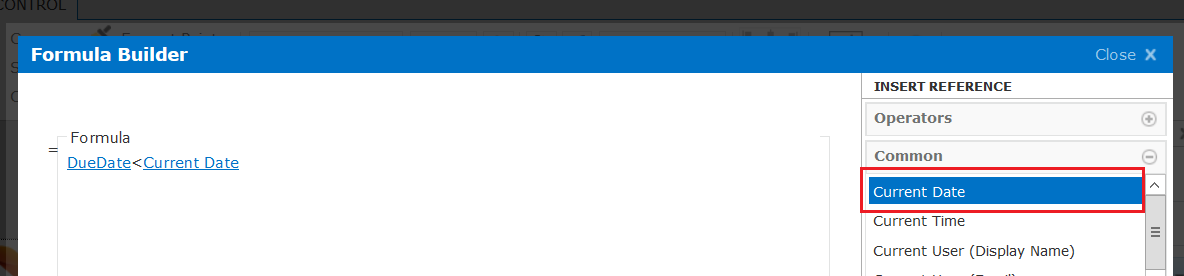 CONTROL
Formula Builder
Close X
INSERT REFERENCE
Operators
Formula
=
DueDate<Current Date
Common
Current Date
Current Time
Current User (Display Name)